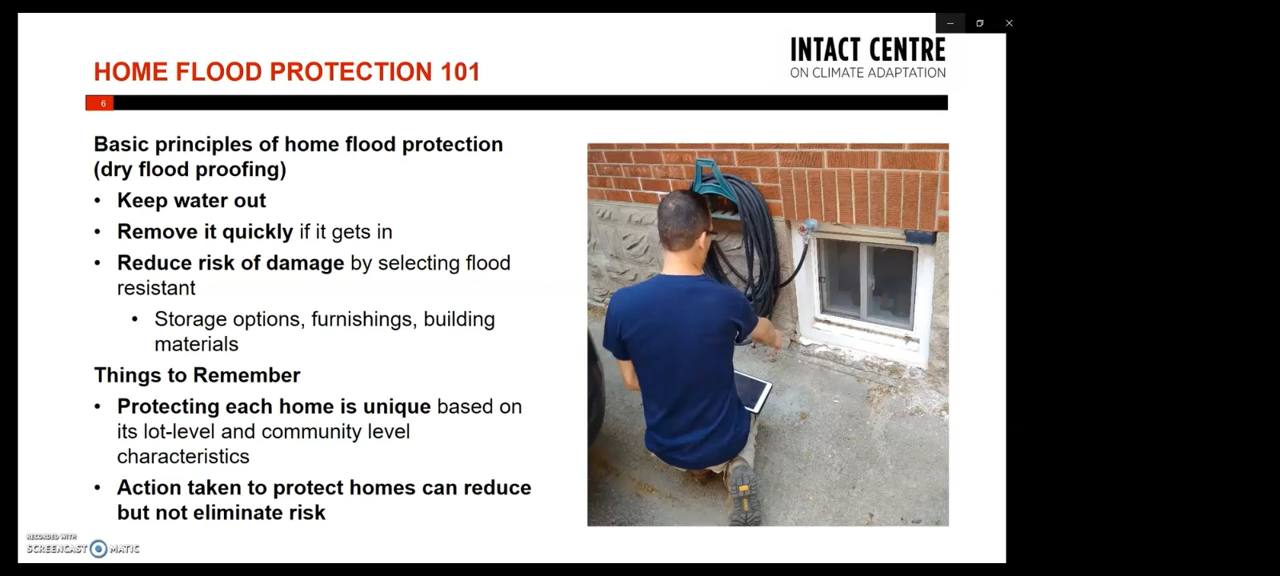 INTACT CENTRE
ON CLIMATE ADAPTATION
HOME FLOOD PROTECTION 101
6
Basic principles of home flood protection
(dry flood proofing)
• Keep water out
• Remove it quickly if it gets in
• Reduce risk of damage by selecting flood
resistant
• Storage options, furnishings, building
materials
Things to Remember
• Protecting each home is unique based on
its lot-level and community level
characteristics
• Action taken to protect homes can reduce
but not eliminate risk
RECORDED WITH
SCREENCAST MATIC